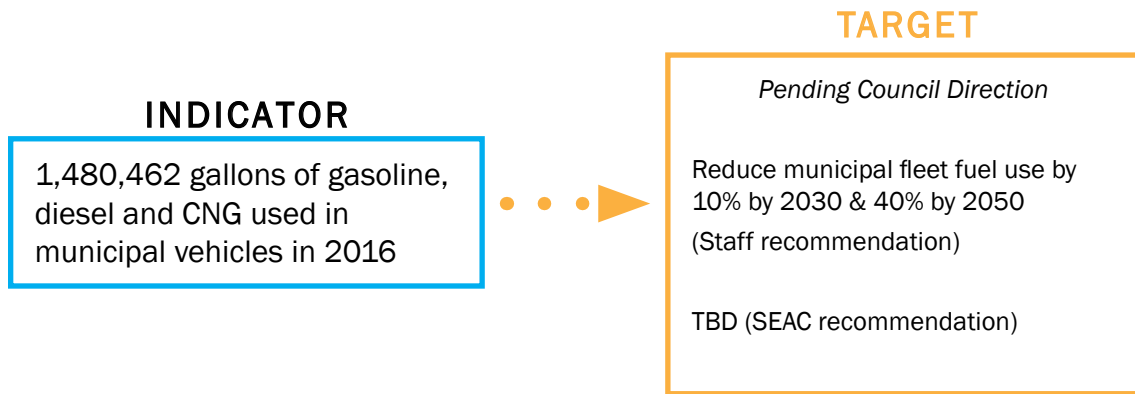 INDICATOR
1,480,462 gallons of gasoline,
diesel and CNG used in
municipal vehicles in 2016
TARGET
Pending Council Direction
Reduce municipal fleet fuel use by
10% by 2030 & 40% by 2050
(Staff recommendation)
TBD (SEAC recommendation)